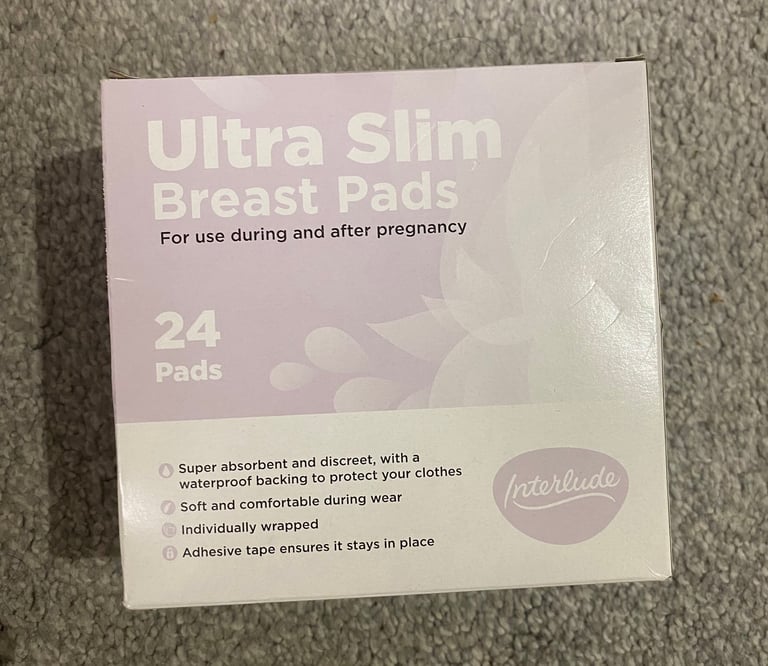 Ultra Slim
Breast Pads
For use during and after pregnancy
24
Pads
Super absorbent and discreet, with a
waterproof backing to protect your clothes
Soft and comfortable during wear
Individually wrapped
Adhesive tape ensures it stays in place
Interlude